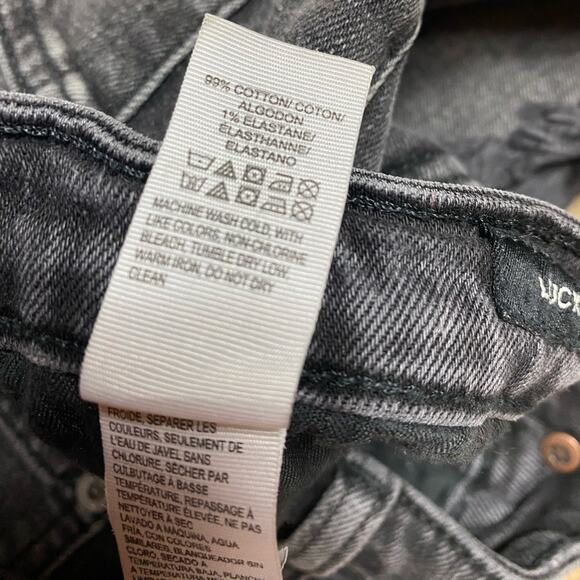 99% COTTON/ COTON/
ALGODON
1% ELASTANE/
ELASTHANNE/
ELASTANO
MACHINE WASH COLD, WITH
LIKE COLORS, NON-CHLORINE
BLEACH, TUMBLE DRY LOW,
WARM IRON, DO NOT DRY
CLEAN
FROIDE, SEPARER LES
COULEURS, SEULEMENT DE
L'EAU DE JAVEL SANS
CHLORURE, SÉCHER PAR
CULBUTAGE À BASSE
TEMPÉRATURE, REPASSAGE À
TEMPÉRATURE ÉLEVÉE, NE PAS
NETTOYER À SEC
LAVADO A MÁQUINA, AGUA
FRÍA, CON COLORES
SIMILARES, BLANQUEADOR SIN
CLORO, SECADO A
TEMPERATURA BAJA, PLANCHA